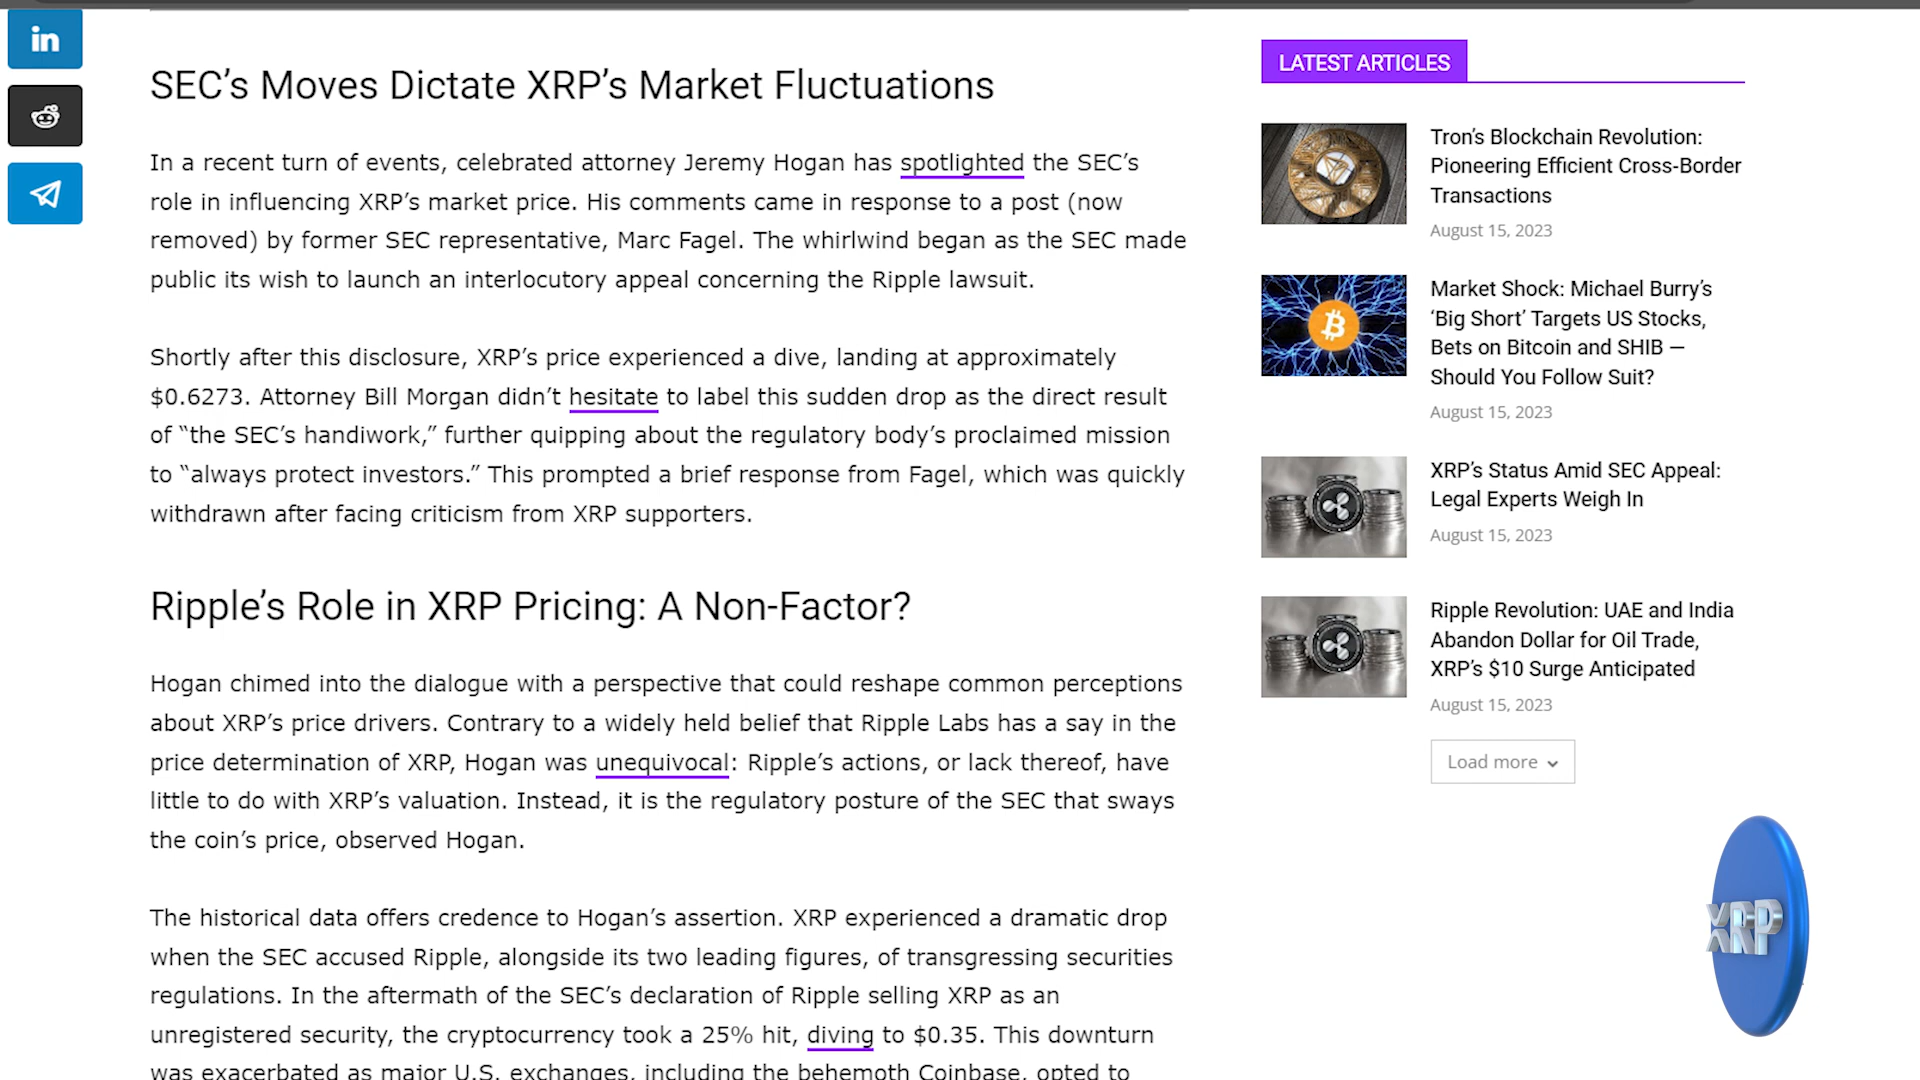 in
SEC’s Moves Dictate XRP’s Market Fluctuations
In a recent turn of events, celebrated attorney Jeremy Hogan has spotlighted the SEC’s
role in influencing XRP’s market price. His comments came in response to a post (now
removed) by former SEC representative, Marc Fagel. The whirlwind began as the SEC made
public its wish to launch an interlocutory appeal concerning the Ripple lawsuit.
Shortly after this disclosure, XRP’s price experienced a dive, landing at approximately
$0.6273. Attorney Bill Morgan didn’t hesitate to label this sudden drop as the direct result
of “the SEC’s handiwork,” further quipping about the regulatory body’s proclaimed mission
to “always protect investors.” This prompted a brief response from Fagel, which was quickly
withdrawn after facing criticism from XRP supporters.
Ripple’s Role in XRP Pricing: A Non-Factor?
Hogan chimed into the dialogue with a perspective that could reshape common perceptions
about XRP’s price drivers. Contrary to a widely held belief that Ripple Labs has a say in the
price determination of XRP, Hogan was unequivocal: Ripple’s actions, or lack thereof, have
little to do with XRP’s valuation. Instead, it is the regulatory posture of the SEC that sways
the coin’s price, observed Hogan.
The historical data offers credence to Hogan’s assertion. XRP experienced a dramatic drop
when the SEC accused Ripple, alongside its two leading figures, of transgressing securities
regulations. In the aftermath of the SEC’s declaration of Ripple selling XRP as an
unregistered security, the cryptocurrency took a 25% hit, diving to $0.35. This downturn
was exacerbated as major U.S. exchanges, including the behemoth Coinbase, opted to
LATEST ARTICLES
Tron’s Blockchain Revolution:
Pioneering Efficient Cross-Border
Transactions
August 15, 2023
Market Shock: Michael Burry’s
‘Big Short’ Targets US Stocks,
Bets on Bitcoin and SHIB —
Should You Follow Suit?
August 15, 2023
XRP’s Status Amid SEC Appeal:
Legal Experts Weigh In
August 15, 2023
Ripple Revolution: UAE and India
Abandon Dollar for Oil Trade,
XRP’s $10 Surge Anticipated
August 15, 2023
Load more
XRP